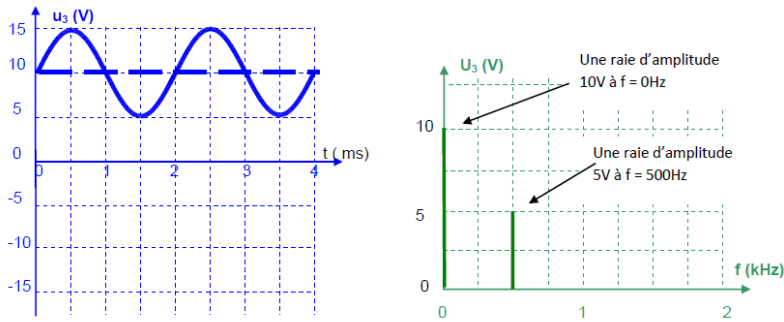 u₃ (V)
15
10
5
0
-5
-10
-15
0
1
2
3
4
t ( ms)
U₃ (V)
10
5
0
0
1
2
f (kHz)
Une raie d’amplitude
10V à f = 0Hz
Une raie d’amplitude
5V à f = 500Hz